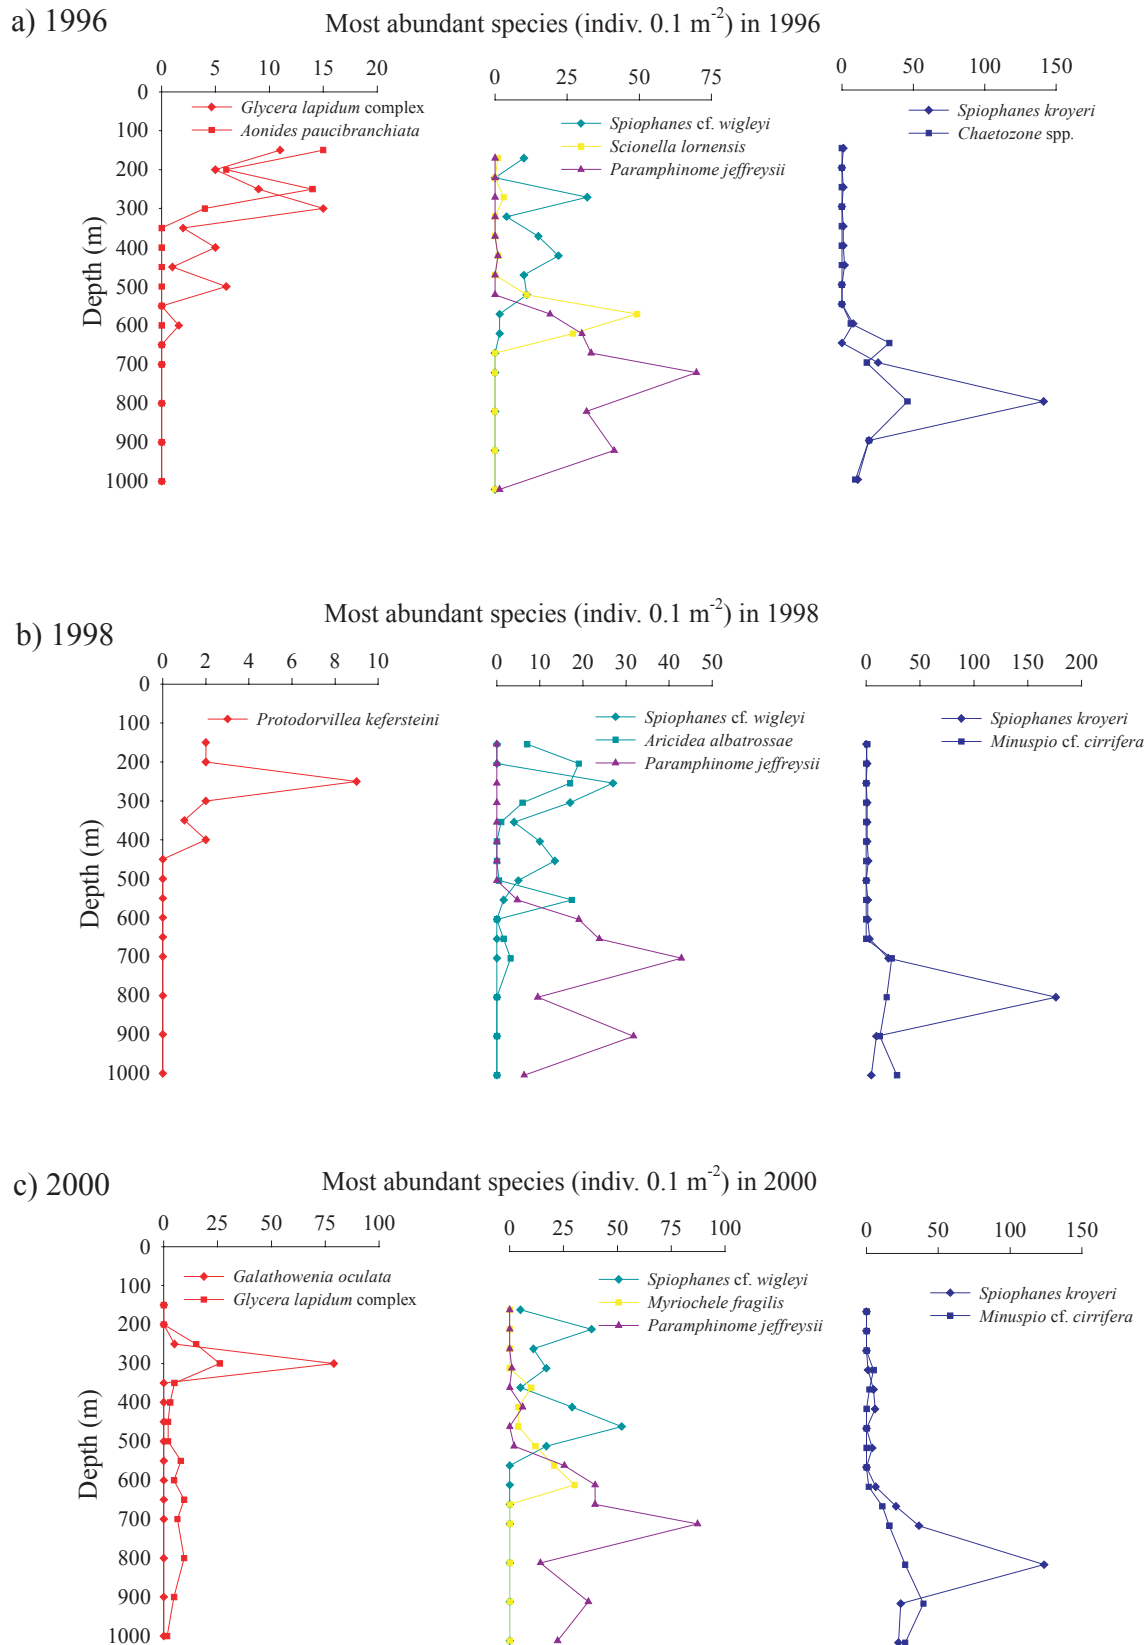 a) 1996
Most abundant species (indiv. 0.1 m-2) in 1996
0 5 10 15 20
0 25 50 75
0 50 100 150
Glycera lapidum complex
Aonides paucibranchiata
Spiophanes cf. wigleyi
Scionella lornensis
Paramphinome jeffreysii
Spiophanes kroyeri
Chaetozone spp.
Depth (m)
0
100
200
300
400
500
600
700
800
900
1000
b) 1998
Most abundant species (indiv. 0.1 m-2) in 1998
0 2 4 6 8 10
0 10 20 30 40 50
0 50 100 150 200
Protodorvillea kefersteini
Spiophanes cf. wigleyi
Aricidea albatrossae
Paramphinome jeffreysii
Spiophanes kroyeri
Minuspio cf. cirrifera
Depth (m)
0
100
200
300
400
500
600
700
800
900
1000
c) 2000
Most abundant species (indiv. 0.1 m-2) in 2000
0 25 50 75 100
0 25 50 75 100
0 50 100 150
Galathowenia oculata
Glycera lapidum complex
Spiophanes cf. wigleyi
Myriochele fragilis
Paramphinome jeffreysii
Spiophanes kroyeri
Minuspio cf. cirrifera
Depth (m)
0
100
200
300
400
500
600
700
800
900
1000